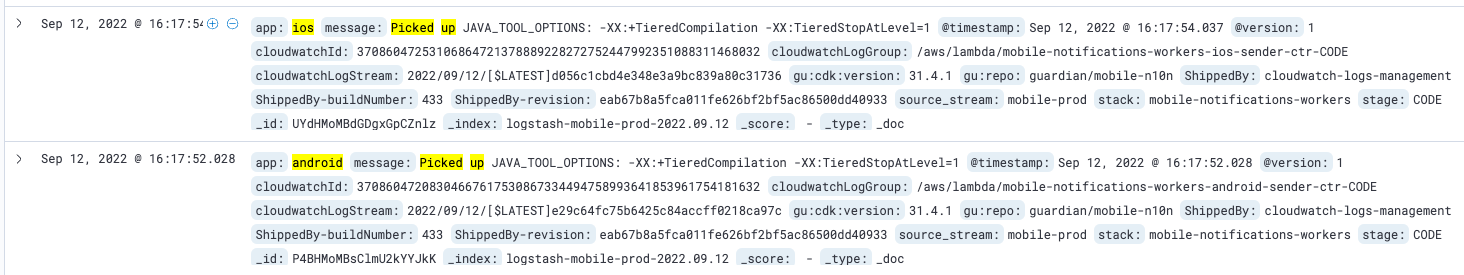 Sep 12, 2022 @ 16:17:54 app: ios message: Picked up JAVA_TOOL_OPTIONS: -XX:+TieredCompilation -XX:TieredStopAtLevel=1 @timestamp: Sep 12, 2022 @ 16:17:54.037 @version: 1
cloudwatchId: 37086047253106864721378889228272752447992351088311468032 cloudwatchLogGroup: /aws/lambda/mobile-notifications-workers-ios-sender-ctr-CODE
cloudwatchLogStream: 2022/09/12/[$LATEST]d056c1cbd4e348e3a9bc839a80c31736 gu:cdk:version: 31.4.1 gu:repo: guardian/mobile-n10n ShippedBy: cloudwatch-logs-management
ShippedBy-buildNumber: 433 ShippedBy-revision: eab67b8a5fca011fe626bf2bf5ac86500dd40933 source_stream: mobile-prod stack: mobile-notifications-workers stage: CODE
_id: UYdHMoMBdGDgxGpCZnlz _index: logstash-mobile-prod-2022.09.12 _score: - _type: _doc
Sep 12, 2022 @ 16:17:52.028 app: android message: Picked up JAVA_TOOL_OPTIONS: -XX:+TieredCompilation -XX:TieredStopAtLevel=1 @timestamp: Sep 12, 2022 @ 16:17:52.028 @version: 1
cloudwatchId: 37086047208304667617530867334494758993641853961754181632 cloudwatchLogGroup: /aws/lambda/mobile-notifications-workers-android-sender-ctr-CODE
cloudwatchLogStream: 2022/09/12/[$LATEST]e29c64fc75b6425c84accff0218ca97c gu:cdk:version: 31.4.1 gu:repo: guardian/mobile-n10n ShippedBy: cloudwatch-logs-management
ShippedBy-buildNumber: 433 ShippedBy-revision: eab67b8a5fca011fe626bf2bf5ac86500dd40933 source_stream: mobile-prod stack: mobile-notifications-workers stage: CODE
_id: P4BHMoMBsClmU2kYYJkK _index: logstash-mobile-prod-2022.09.12 _score: - _type: _doc